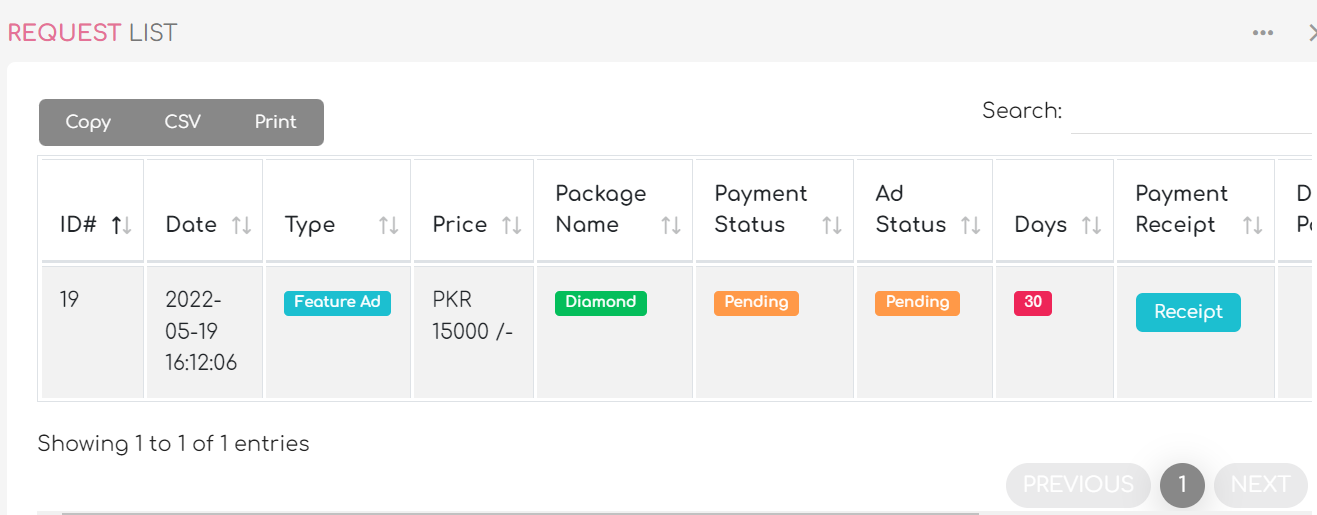 REQUEST LIST
Copy CSV Print
Search:
ID# Date Type Price Package Name Payment Status Ad Status Days Payment Receipt
19 2022-05-19 16:12:06 Feature Ad PKR 15000 /- Diamond Pending Pending 30 Receipt
Showing 1 to 1 of 1 entries
PREVIOUS 1 NEXT